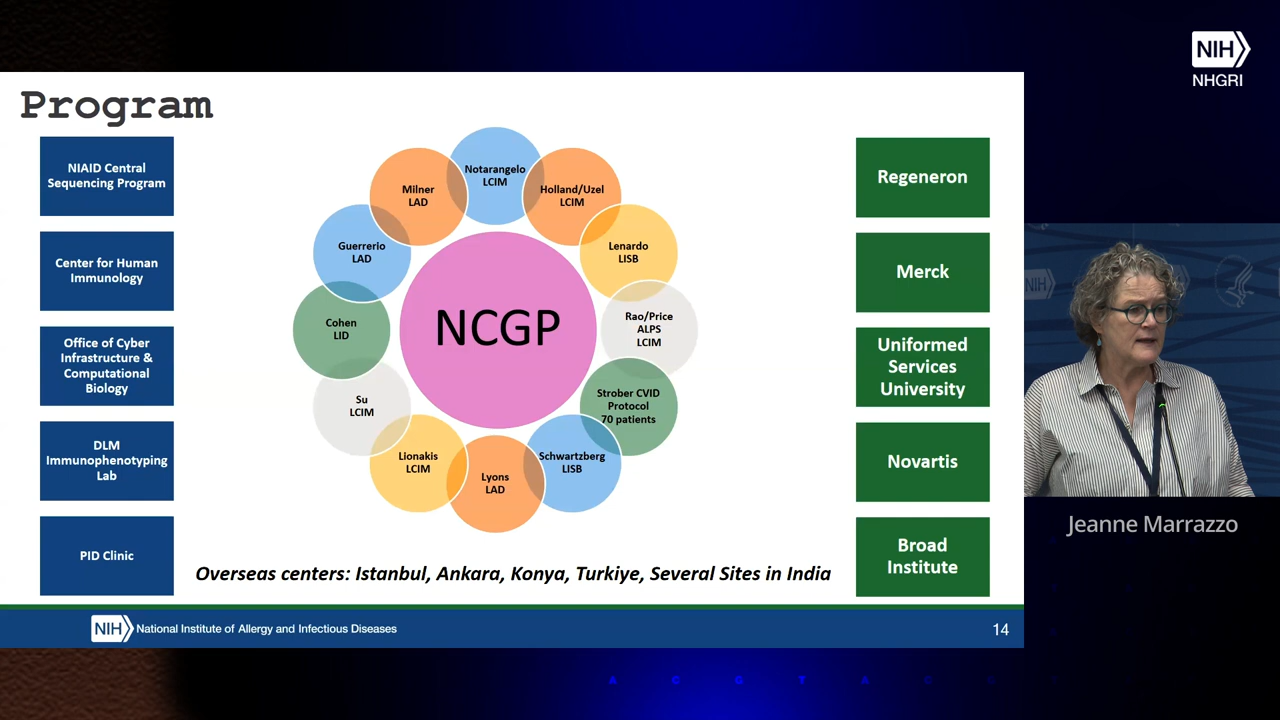 NIH
NHGRI
Program
NIAID Central
Sequencing Program
Center for Human
Immunology
Office of Cyber
Infrastructure &
Computational
Biology
DLM
Immunophenotyping
Lab
PID Clinic
Notarangelo
LCIM
Holland/Uzel
LCIM
Lenardo
LISB
Rao/Price
ALPS
LCIM
Strober CVID
Protocol
70 patients
Schwartzberg
LISB
Lyons
LAD
Lionakis
LCIM
Su
LCIM
Cohen
LID
Guerrerio
LAD
Milner
LAD
NCGP
Regeneron
Merck
Uniformed
Services
University
Novartis
Broad
Institute
Overseas centers: Istanbul, Ankara, Konya, Turkiye, Several Sites in India
NIH National Institute of Allergy and Infectious Diseases
14
NIH
Jeanne Marrazzo
A C G T A